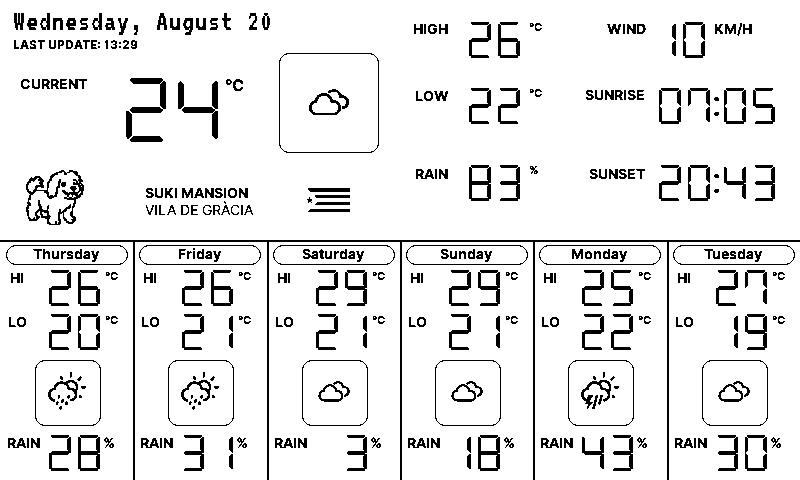 Wednesday, August 20
LAST UPDATE: 13:29
CURRENT 24 °C
HIGH 26 °C
WIND 10 KM/H
LOW 22 °C
SUNRISE 07:05
RAIN 83 %
SUNSET 20:43
SUKI MANSION
VILA DE GRÀCIA
Thursday
HI 26 °C
LO 20 °C
RAIN 28 %
Friday
HI 26 °C
LO 21 °C
RAIN 31 %
Saturday
HI 29 °C
LO 21 °C
RAIN 3 %
Sunday
HI 29 °C
LO 21 °C
RAIN 18 %
Monday
HI 25 °C
LO 22 °C
RAIN 43 %
Tuesday
HI 27 °C
LO 19 °C
RAIN 30 %